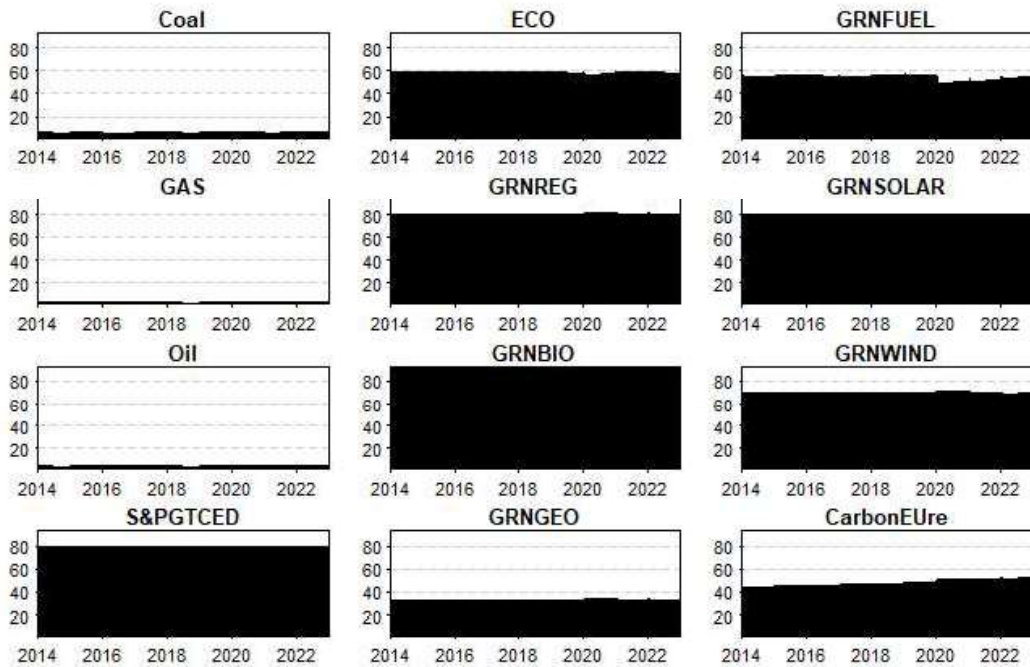 Coal ECO GRNFUEL
80 80 80
60 60 60
40 40 40
20 20 20
2014 2016 2018 2020 2022 2014 2016 2018 2020 2022 2014 2016 2018 2020 2022
GAS GRNREG GRNSOLAR
80 80 80
60 60 60
40 40 40
20 20 20
2014 2016 2018 2020 2022 2014 2016 2018 2020 2022 2014 2016 2018 2020 2022
Oil GRNBIO GRNWIND
80 80 80
60 60 60
40 40 40
20 20 20
2014 2016 2018 2020 2022 2014 2016 2018 2020 2022 2014 2016 2018 2020 2022
S&PGTCED GRNGEO CarbonEUre
80 80 80
60 60 60
40 40 40
20 20 20
2014 2016 2018 2020 2022 2014 2016 2018 2020 2022 2014 2016 2018 2020 2022